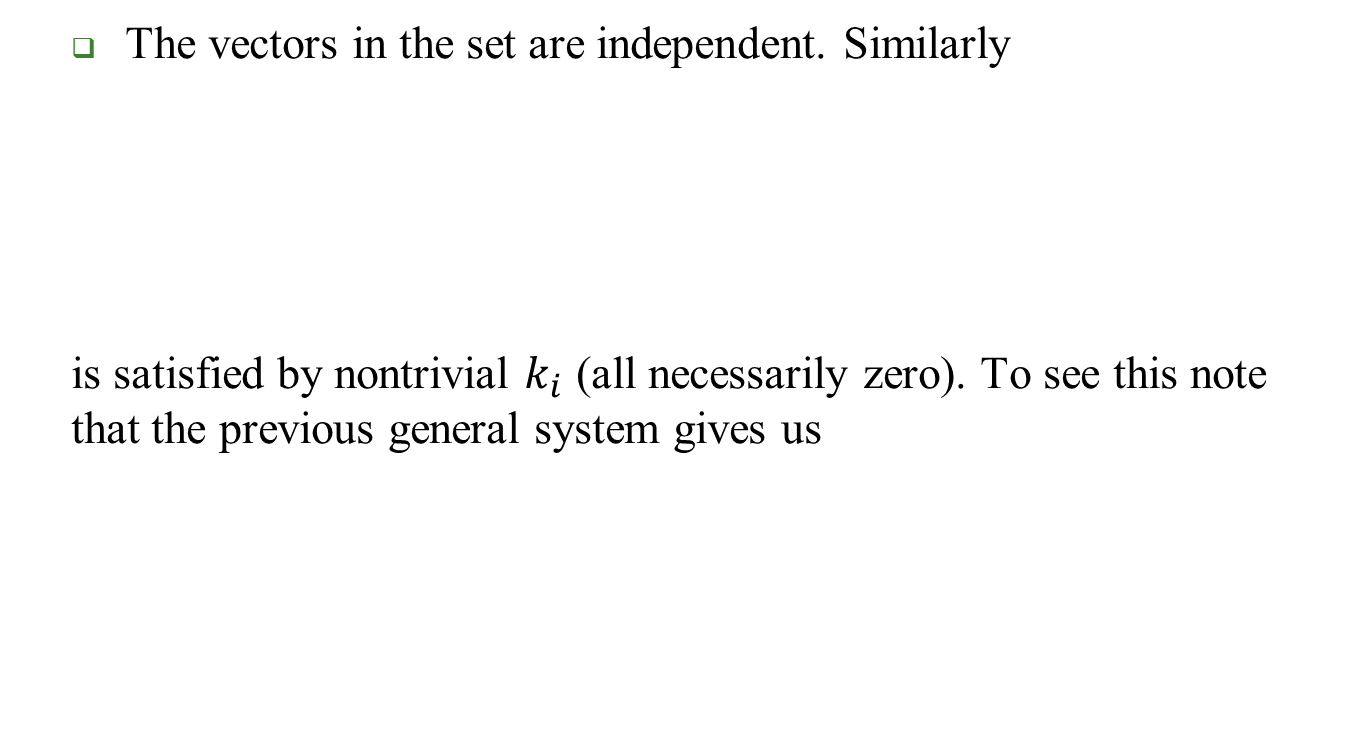 ❑ The vectors in the set are independent. Similarly
is satisfied by nontrivial kᵢ (all necessarily zero). To see this note
that the previous general system gives us